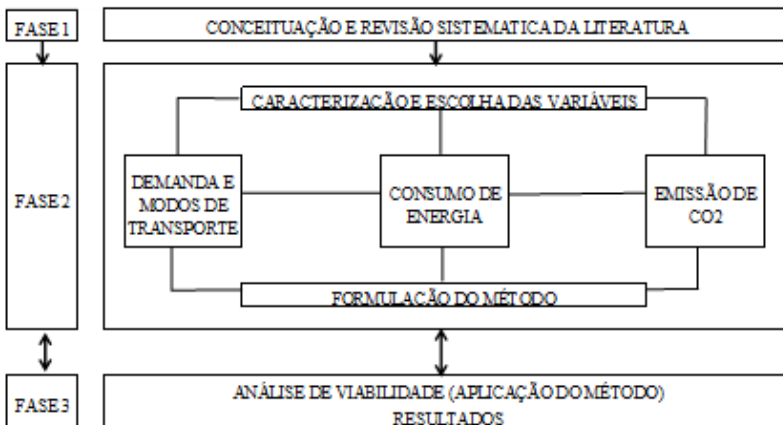 FASE 1
CONCEITUAÇÃO E REVISÃO SISTEMATICA DA LITERATURA
FASE 2
CARACTERIZAÇÃO E ESCOLHA DAS VARIÁVEIS
DEMANDA E
MODOS DE
TRANSPORTE
CONSUMO DE
ENERGIA
EMISSÃO DE
CO2
FORMULAÇÃO DO MÉTODO
FASE 3
ANÁLISE DE VIABILIDADE (APLICAÇÃO DO MÉTODO)
RESULTADOS